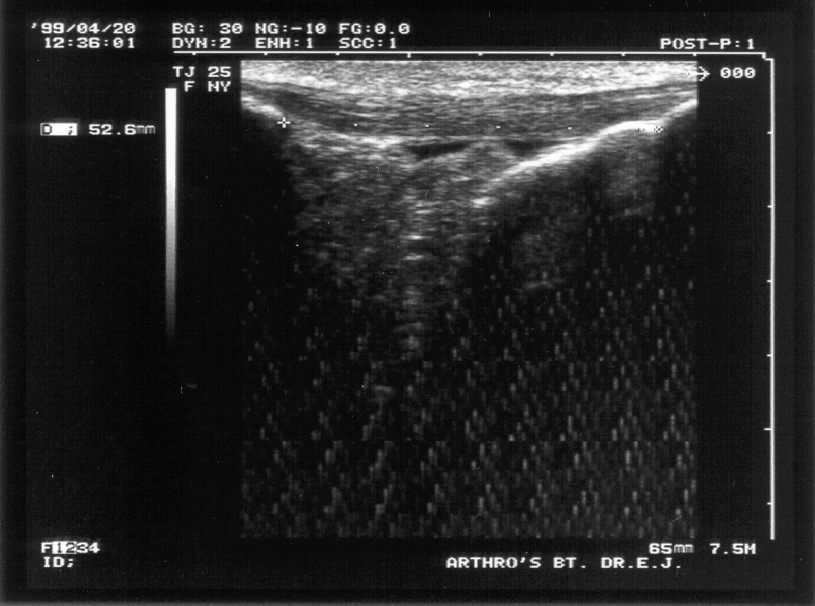 '99/04/20 BG: 30 NG:-10 FG:0.0
12:36:01 DYN:2 ENH:1 SCC:1 POST-P:1
TJ 25 000
F NY
D ; 52.6mm
F1234 65mm 7.5M
ID; ARTHRO'S BT. DR.E.J.